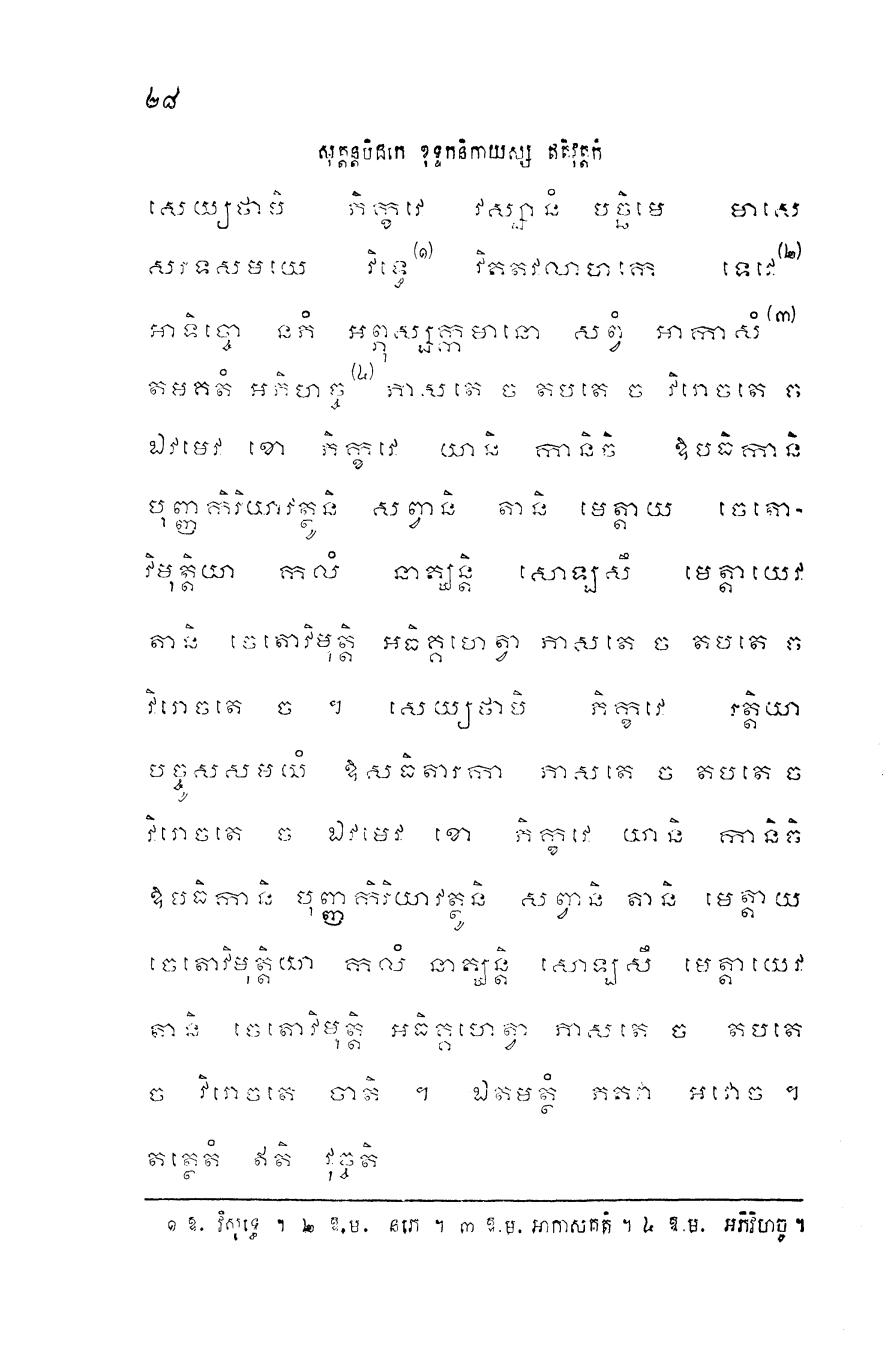 ២៨
សុត្តន្តបិដកេ ខុទ្ទកនិកាយស្ស ឥតិវុត្តកំ
សេយ្យថាបិ ភិក្ខវេ វស្សានំ បច្ឆិមេ មាសេ
សរទសមយេ វិទ្ធេ(១) វិគតវលាហកេ ទេវេ(២)
អាទិច្ចោ នភំ អព្ភុស្សុក្កមានោ សព្វំ អាកាសំ(៣)
តមគតំ អភិហច្ច(៤) ភាសតេ ច តបតេ ច វិរោចតេ ច
ឯវមេវ ខោ ភិក្ខវេ យានិ កានិចិ ឱបធិកានិ
បុញ្ញកិរិយាវត្ថូនិ សព្វានិ តានិ មេត្តាយ ចេតោ-
វិមុត្តិយា កលំ នាគ្ឃន្តិ សោឡសឹ មេត្តាយេវ
តានិ ចេតោវិមុត្តិ អធិគ្គហេត្វា ភាសតេ ច តបតេ ច
វិរោចតេ ច ។ សេយ្យថាបិ ភិក្ខវេ រត្តិយា
បច្ចូសសមយំ ឱសធិតារកា ភាសតេ ច តបតេ ច
វិរោចតេ ច ឯវមេវ ខោ ភិក្ខវេ យានិ កានិចិ
ឱបធិកានិ បុញ្ញកិរិយាវត្ថូនិ សព្វានិ តានិ មេត្តាយ
ចេតោវិមុត្តិយា កលំ នាគ្ឃន្តិ សោឡសឹ មេត្តាយេវ
តានិ ចេតោវិមុត្តិ អធិគ្គហេត្វា ភាសតេ ច តបតេ
ច វិរោចតេ ចាតិ ។ ឯតមត្ថំ ភគវា អវោច ។
តត្ថេតំ ឥតិ វុច្ចតិ
១ ឱ. វិសុទ្ធេ ។ ២ ឱ.ម. នភេ ។ ៣ ឱ.ម. អាកាសគតំ ។ ៤ ឱ.ម. អភិវិហច្ច ។